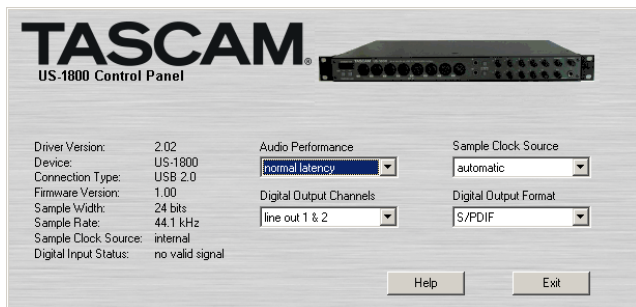 TASCAM®
US-1800 Control Panel
Driver Version: 2.02
Device: US-1800
Connection Type: USB 2.0
Firmware Version: 1.00
Sample Width: 24 bits
Sample Rate: 44.1 kHz
Sample Clock Source: internal
Digital Input Status: no valid signal
Audio Performance
normal latency
Sample Clock Source
automatic
Digital Output Channels
line out 1 & 2
Digital Output Format
S/PDIF
Help
Exit